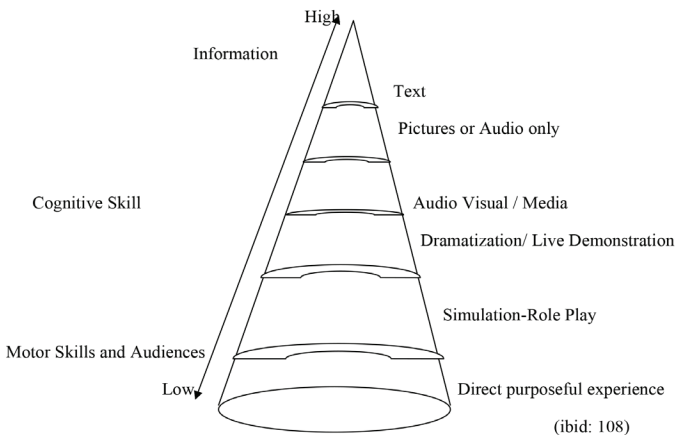 High
Information
Text
Pictures or Audio only
Cognitive Skill
Audio Visual / Media
Dramatization/ Live Demonstration
Simulation-Role Play
Motor Skills and Audiences
Low
Direct purposeful experience
(ibid: 108)